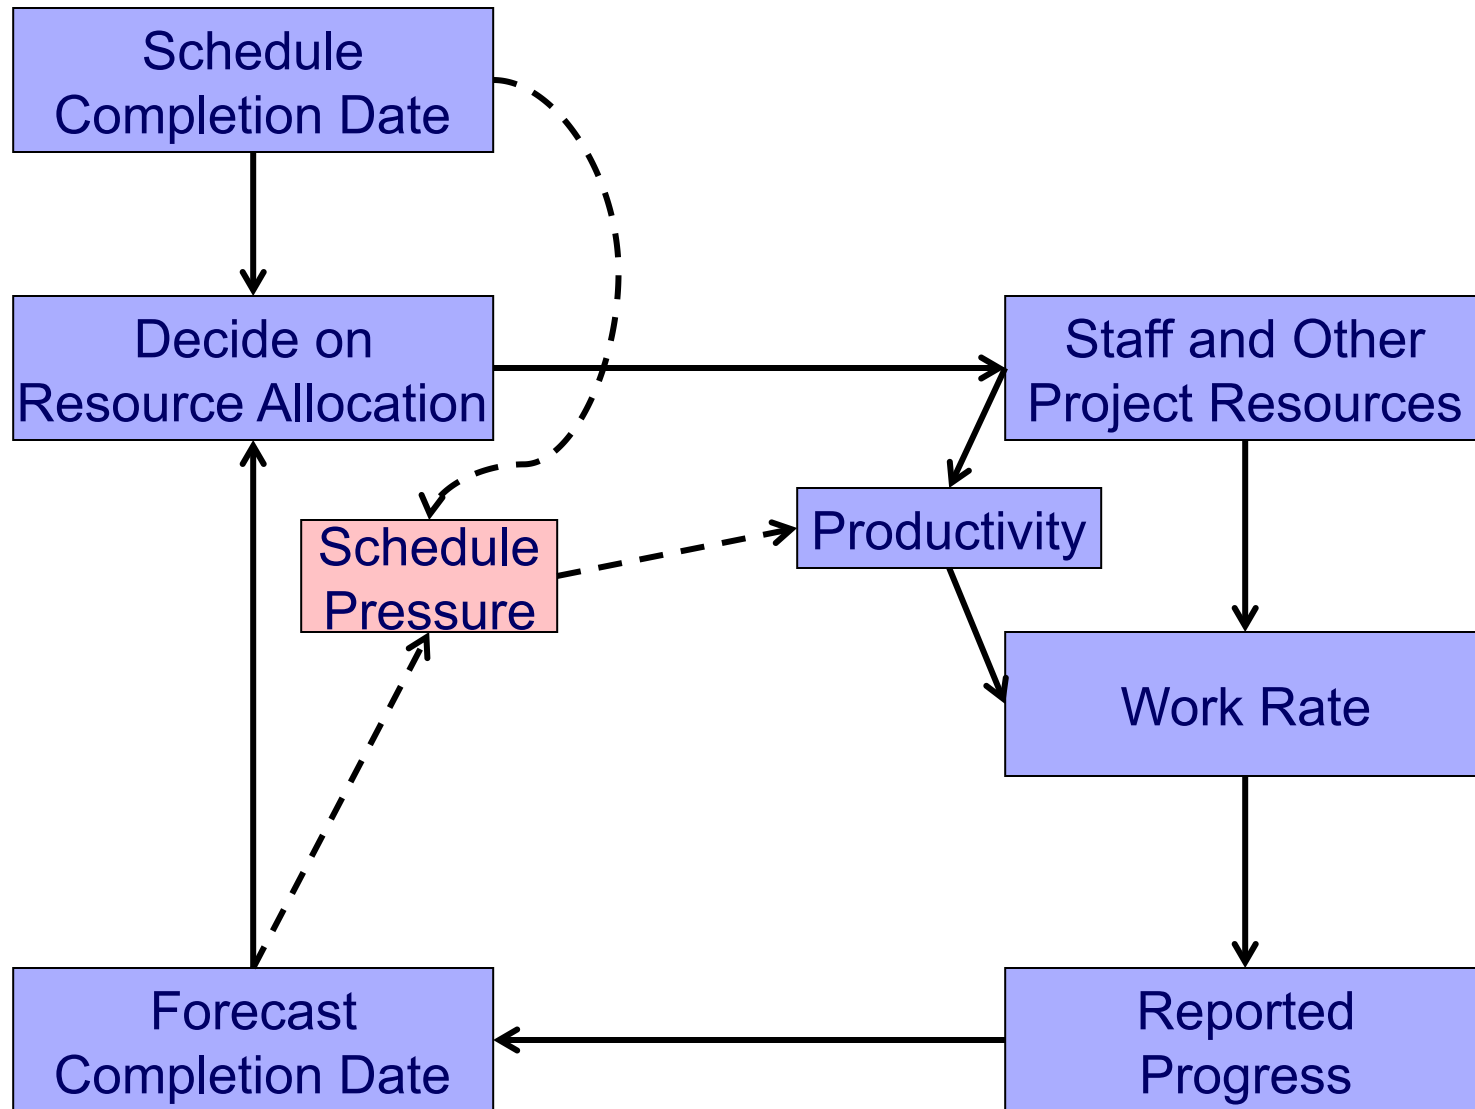 Schedule
Completion Date
Decide on
Resource Allocation
Staff and Other
Project Resources
Schedule
Pressure
Productivity
Work Rate
Forecast
Completion Date
Reported
Progress